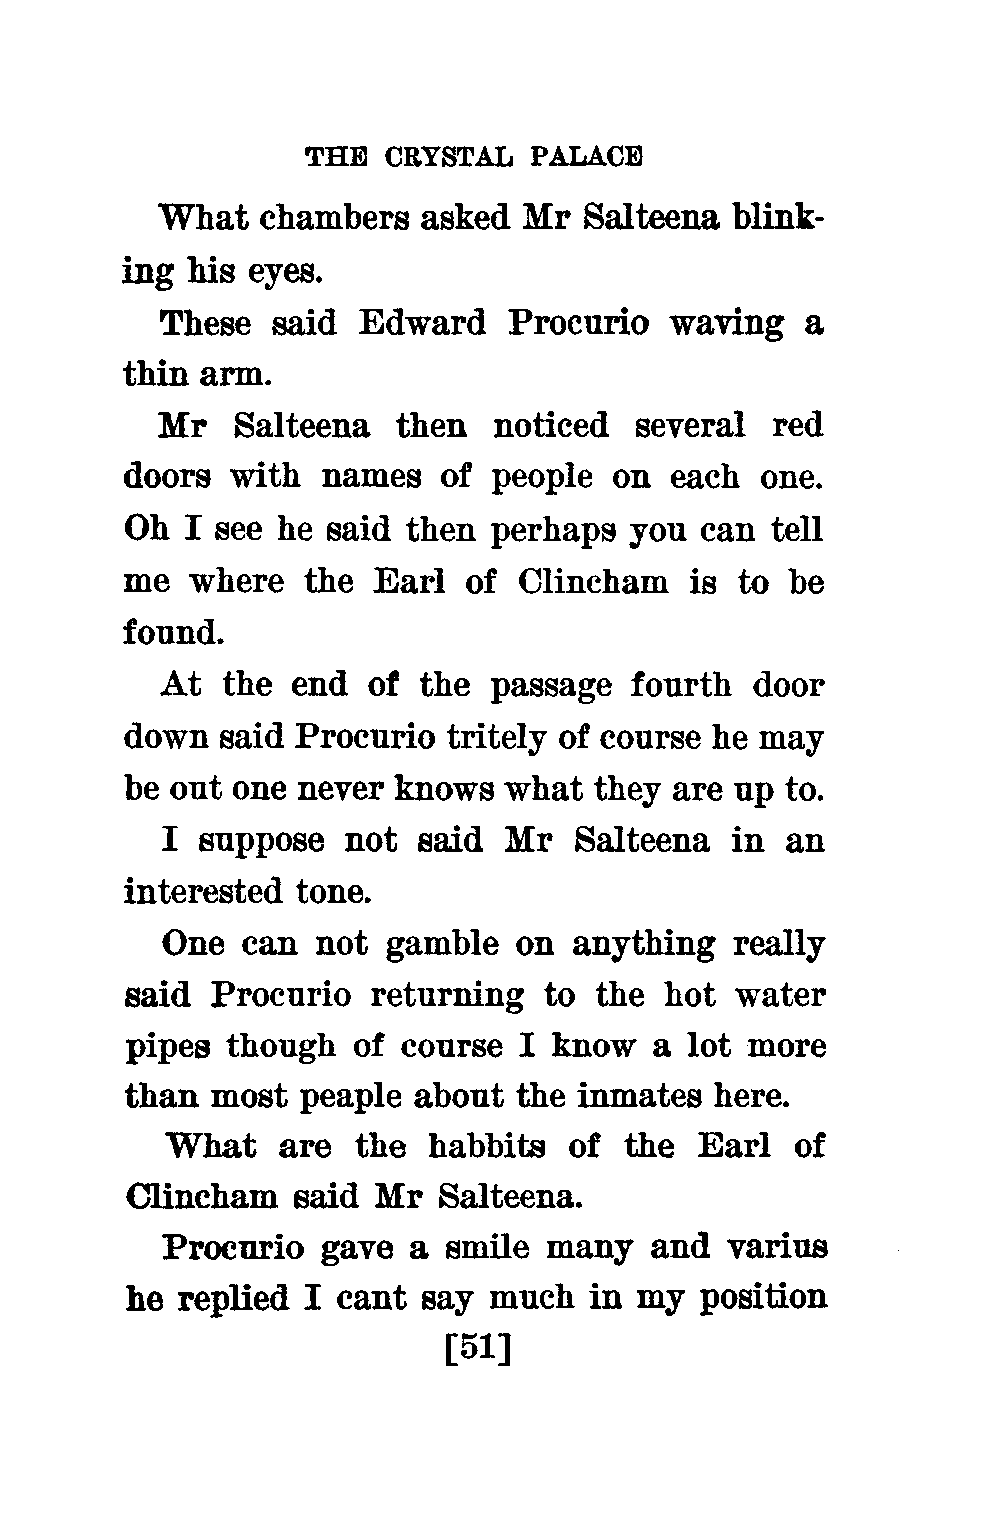 THE CRYSTAL PALACE
What chambers asked Mr Salteena blink-
ing his eyes.
These said Edward Procurio waving a
thin arm.
Mr Salteena then noticed several red
doors with names of people on each one.
Oh I see he said then perhaps you can tell
me where the Earl of Clincham is to be
found.
At the end of the passage fourth door
down said Procurio tritely of course he may
be out one never knows what they are up to.
I suppose not said Mr Salteena in an
interested tone.
One can not gamble on anything really
said Procurio returning to the hot water
pipes though of course I know a lot more
than most peaple about the inmates here.
What are the habbits of the Earl of
Clincham said Mr Salteena.
Procurio gave a smile many and varius
he replied I cant say much in my position
[51]